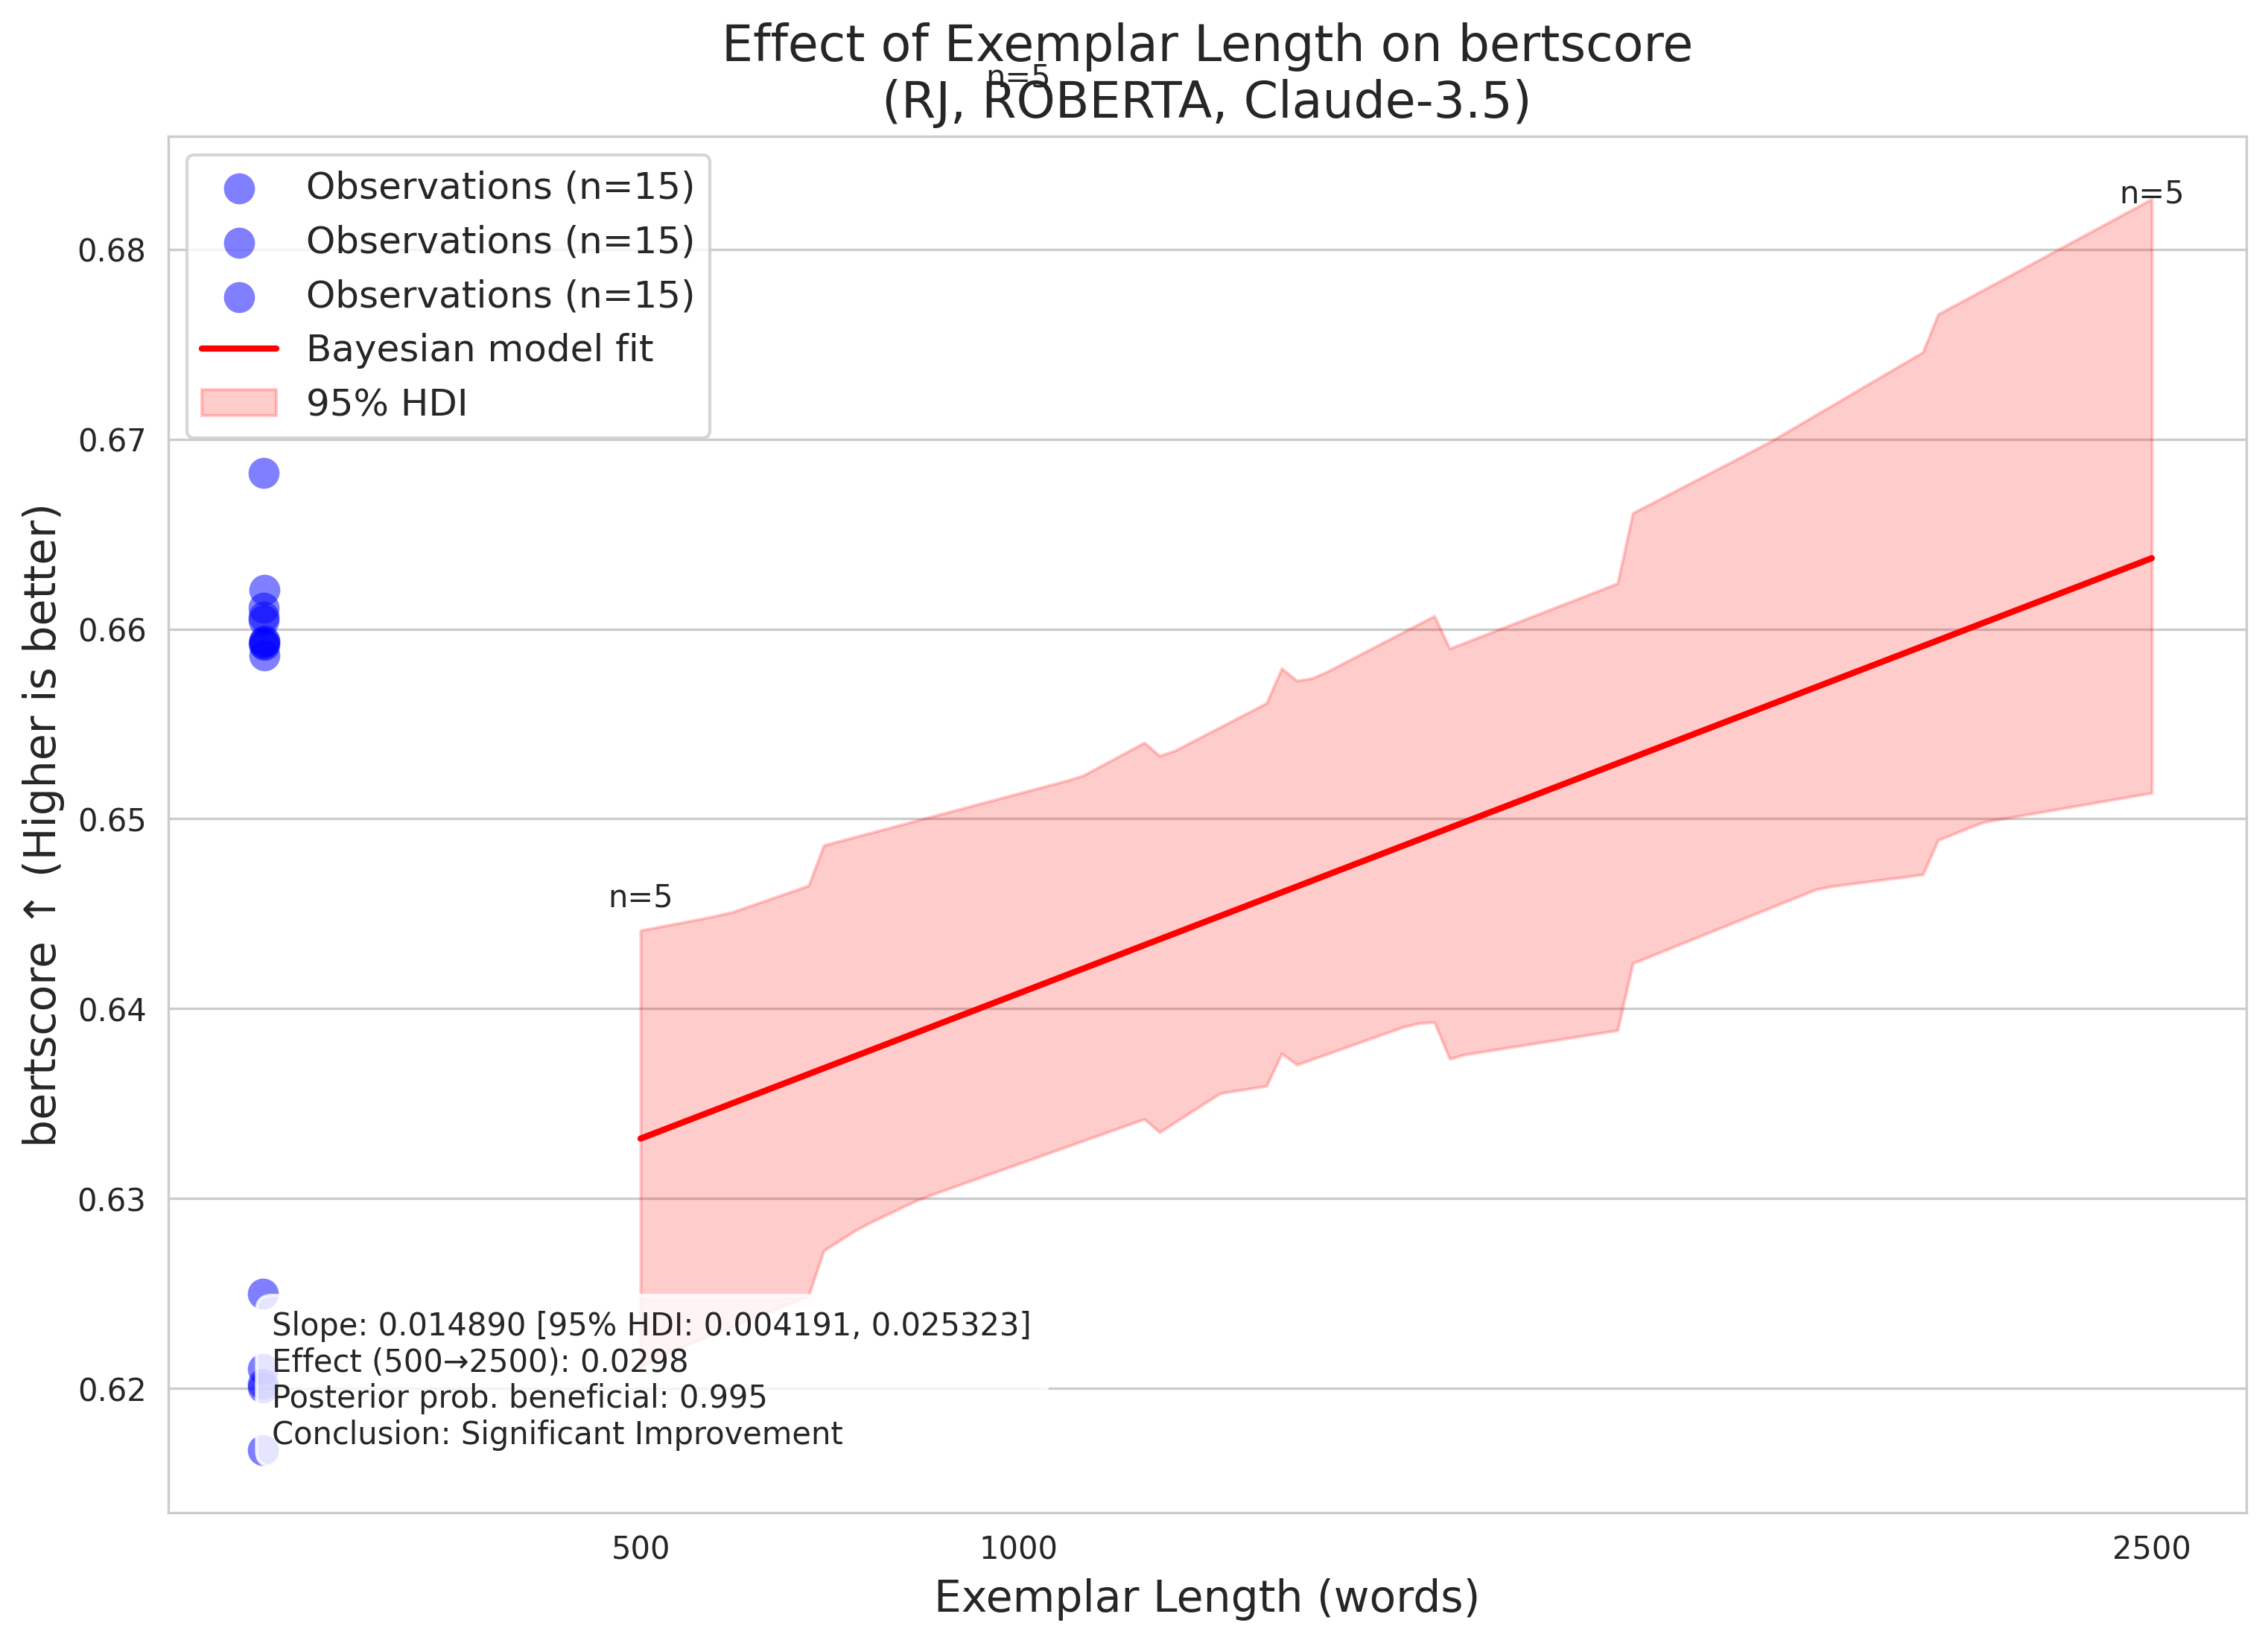 Effect of Exemplar Length on bertscore
n=5
(RJ, ROBERTA, Claude-3.5)
Observations (n=15)
Observations (n=15)
Observations (n=15)
Bayesian model fit
95% HDI
n=5
n=5
bertscore ↑ (Higher is better)
0.68
0.67
0.66
0.65
0.64
0.63
0.62
Slope: 0.014890 [95% HDI: 0.004191, 0.025323]
Effect (500→2500): 0.0298
Posterior prob. beneficial: 0.995
Conclusion: Significant Improvement
500
1000
2500
Exemplar Length (words)